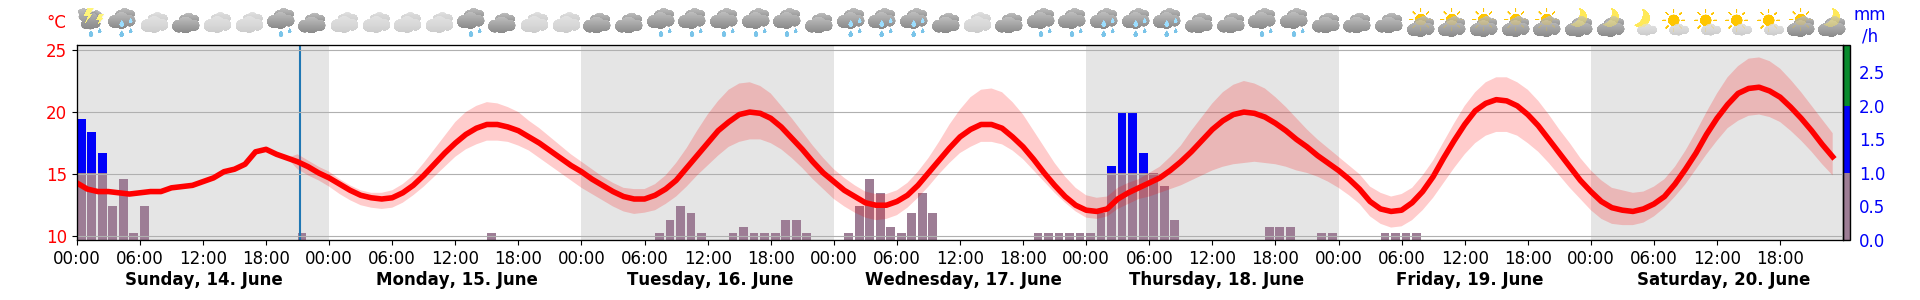 °C
mm
/h
25
20
15
10
2.5
2.0
1.5
1.0
0.5
0.0
00:00 06:00 12:00 18:00 00:00 06:00 12:00 18:00 00:00 06:00 12:00 18:00 00:00 06:00 12:00 18:00 00:00 06:00 12:00 18:00 00:00 06:00 12:00 18:00 00:00 06:00 12:00 18:00
Sunday, 14. June Monday, 15. June Tuesday, 16. June Wednesday, 17. June Thursday, 18. June Friday, 19. June Saturday, 20. June